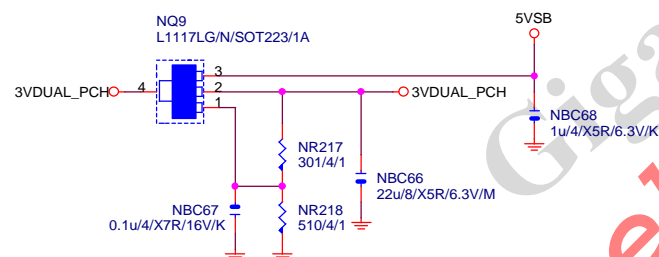 NQ9
L1117LG/N/SOT223/1A
5VSB
3VDUAL_PCH
4
3
2
1
3VDUAL_PCH
NBC68
1u/4/X5R/6.3V/K
NR217
301/4/1
NBC66
22u/8/X5R/6.3V/M
NBC67
0.1u/4/X7R/16V/K
NR218
510/4/1
Giga